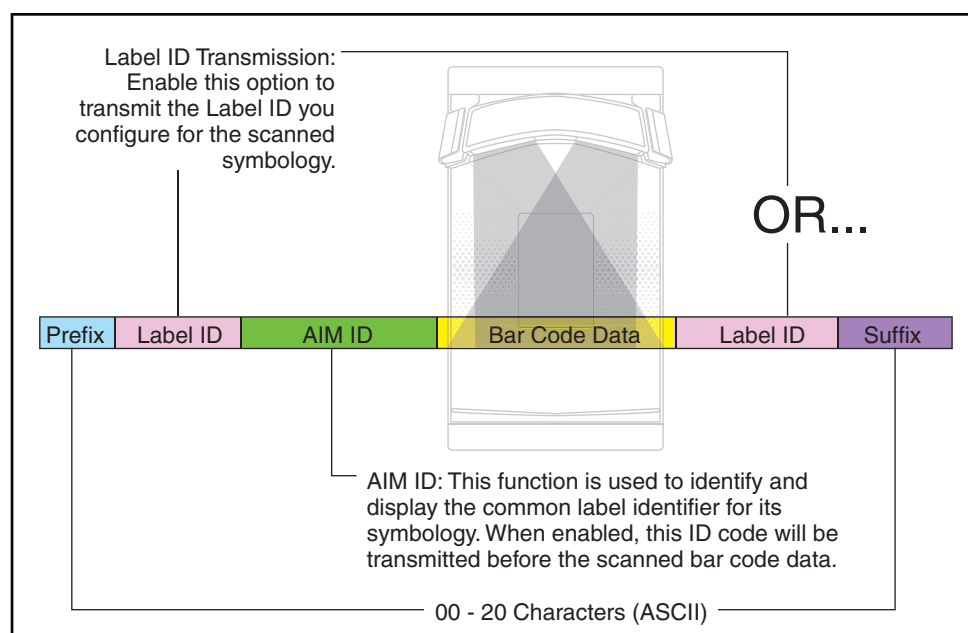 Label ID Transmission:
Enable this option to
transmit the Label ID you
configure for the scanned
symbology.
OR...
Prefix Label ID AIM ID Bar Code Data Label ID Suffix
AIM ID: This function is used to identify and
display the common label identifier for its
symbology. When enabled, this ID code will be
transmitted before the scanned bar code data.
00 - 20 Characters (ASCII)